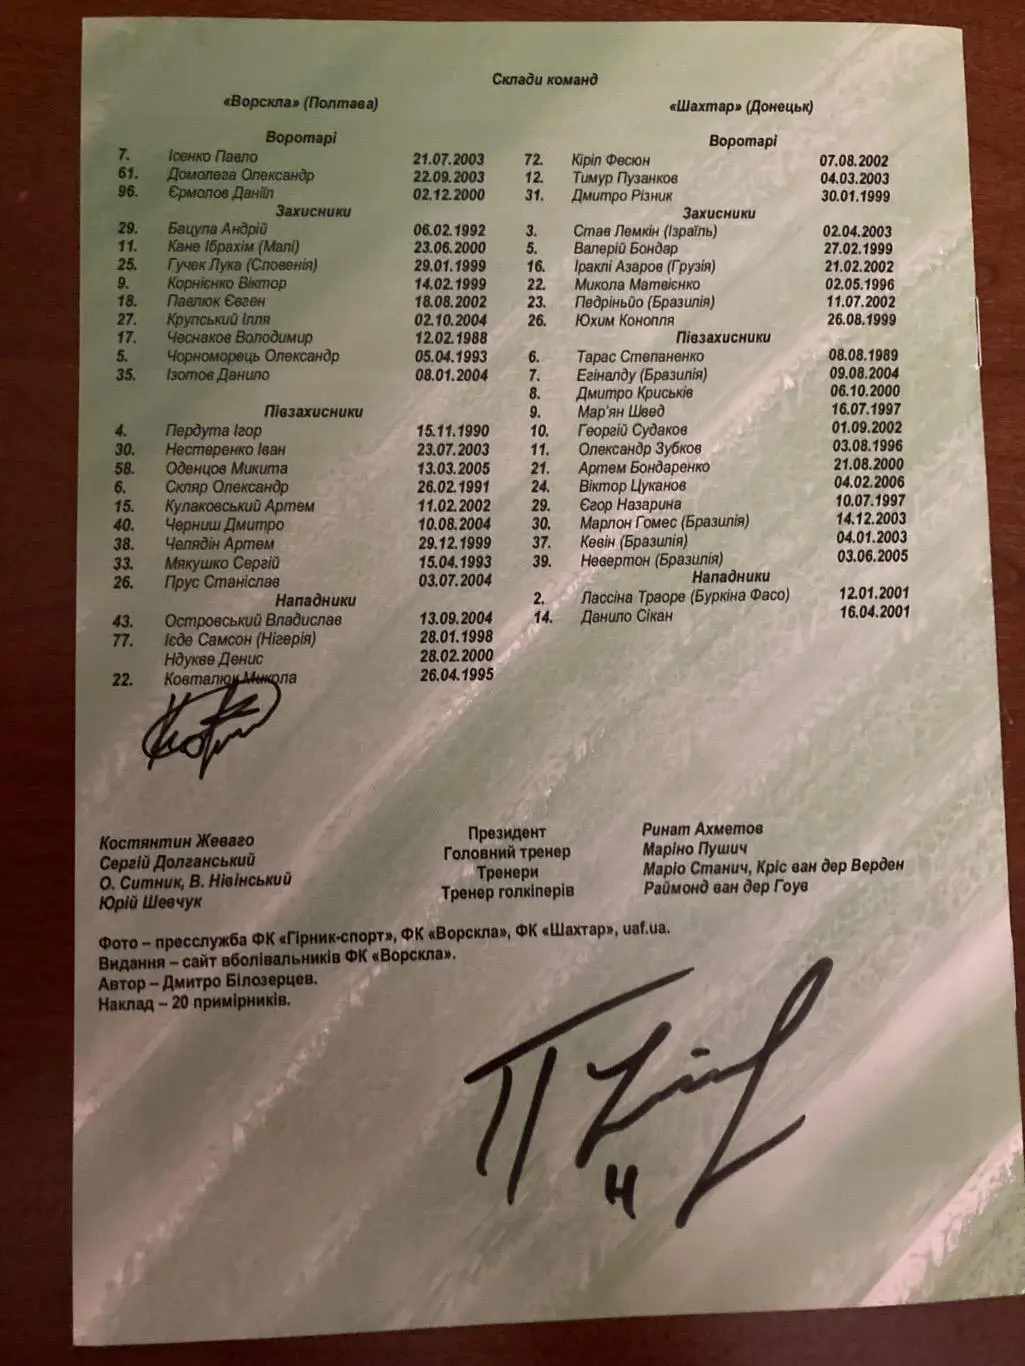 Склади команд
«Ворскла» (Полтава)
Воротарі
7. Ісенко Павло 21.07.2003
61. Домолега Олександр 22.09.2003
96. Єрмолов Данііл 02.12.2000
Захисники
29. Бацула Андрій 06.02.1992
11. Кане Ібрахім (Малі) 23.06.2000
25. Гучек Лука (Словенія) 29.01.1999
9. Корнієнко Віктор 14.02.1999
18. Павлюк Євген 18.08.2002
27. Крупський Ілля 02.10.2004
17. Чеснаков Володимир 12.02.1988
5. Чорноморець Олександр 05.04.1993
35. Ізотов Данило 08.01.2004
Півзахисники
4. Пердута Ігор 15.11.1990
30. Нестеренко Іван 23.07.2003
58. Оденцов Микита 13.03.2005
6. Скляр Олександр 26.02.1991
15. Кулаковський Артем 11.02.2002
40. Черниш Дмитро 10.08.2004
38. Челядін Артем 29.12.1999
33. Мякушко Сергій 15.04.1993
26. Прус Станіслав 03.07.2004
Нападники
43. Островський Владислав 13.09.2004
77. Ієде Самсон (Нігерія) 28.01.1998
Ндукве Денис 28.02.2000
22. Ковталюк Микола 26.04.1995
«Шахтар» (Донецьк)
Воротарі
72. Кіріл Фесюн 07.08.2002
12. Тимур Пузанков 04.03.2003
31. Дмитро Різник 30.01.1999
Захисники
3. Став Лемкін (Ізраїль) 02.04.2003
5. Валерій Бондар 27.02.1999
16. Іраклі Азаров (Грузія) 21.02.2002
22. Микола Матвієнко 02.05.1996
23. Педріньйо (Бразилія) 11.07.2002
26. Юхим Конопля 26.08.1999
Півзахисники
6. Тарас Степаненко 08.08.1989
7. Егіналду (Бразилія) 09.08.2004
8. Дмитро Криськів 06.10.2000
9. Мар'ян Швед 16.07.1997
10. Георгій Судаков 01.09.2002
11. Олександр Зубков 03.08.1996
21. Артем Бондаренко 21.08.2000
24. Віктор Цуканов 04.02.2006
29. Єгор Назарина 10.07.1997
30. Марлон Гомес (Бразилія) 14.12.2003
37. Кевін (Бразилія) 04.01.2003
39. Невертон (Бразилія) 03.06.2005
Нападники
2. Лассіна Траоре (Буркіна Фасо) 12.01.2001
14. Данило Сікан 16.04.2001
Костянтин Жеваго Президент Ринат Ахметов
Сергій Долганський Головний тренер Маріно Пушич
О. Ситник, В. Нівінський Тренери Маріо Станич, Кріс ван дер Верден
Юрій Шевчук Тренер голкіперів Раймонд ван дер Гоув
Фото – пресслужба ФК «Гірник-спорт», ФК «Ворскла», ФК «Шахтар», uaf.ua.
Видання – сайт вболівальників ФК «Ворскла».
Автор – Дмитро Білозерцев.
Наклад – 20 примірників.